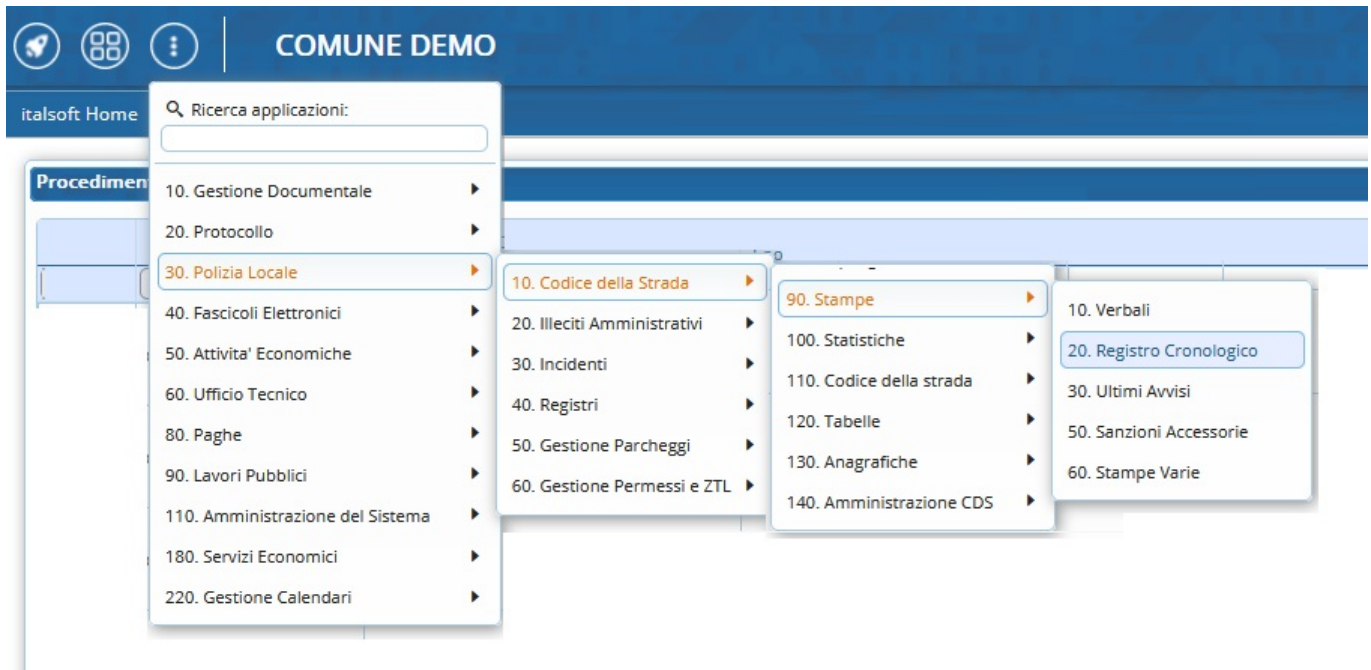 COMUNE DEMO
italsoft Home
Ricerca applicazioni:
Procedimen
10. Gestione Documentale
20. Protocollo
30. Polizia Locale
40. Fascicoli Elettronici
50. Attivita' Economiche
60. Ufficio Tecnico
80. Paghe
90. Lavori Pubblici
110. Amministrazione del Sistema
180. Servizi Economici
220. Gestione Calendari
10. Codice della Strada
20. Illeciti Amministrativi
30. Incidenti
40. Registri
50. Gestione Parcheggi
60. Gestione Permessi e ZTL
90. Stampe
100. Statistiche
110. Codice della strada
120. Tabelle
130. Anagrafiche
140. Amministrazione CDS
10. Verbali
20. Registro Cronologico
30. Ultimi Avvisi
50. Sanzioni Accessorie
60. Stampe Varie